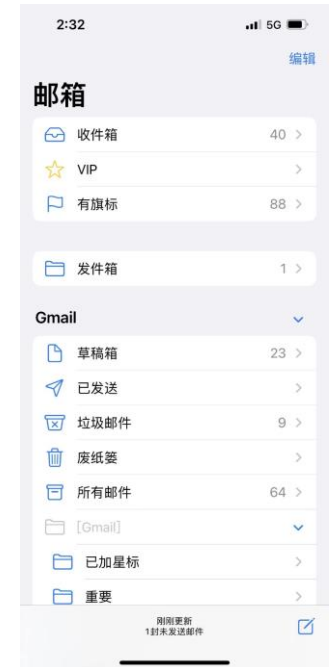 2:32 5G
编辑
邮箱
收件箱 40
VIP
有旗标 88
发件箱 1
Gmail
草稿箱 23
已发送
垃圾邮件 9
废纸篓
所有邮件 64
[Gmail]
已加星标
重要
刚刚更新
1封未发送邮件